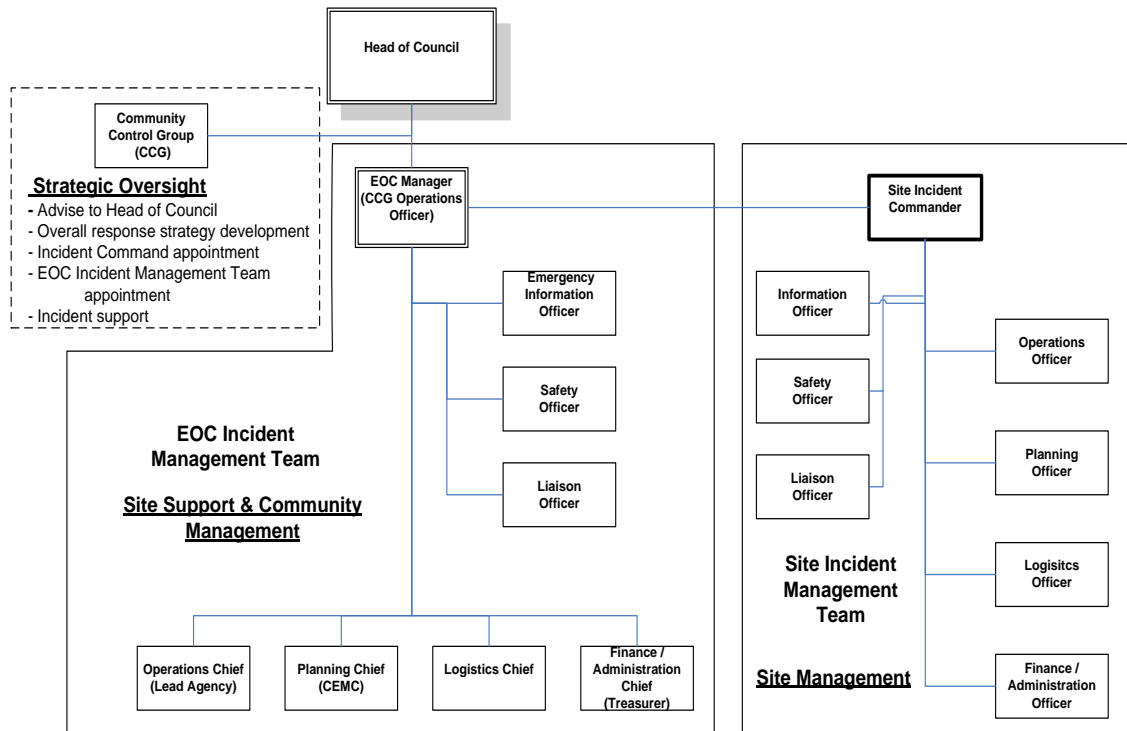 Head of Council
Community
Control Group
(CCG)
Strategic Oversight
- Advise to Head of Council
- Overall response strategy development
- Incident Command appointment
- EOC Incident Management Team
appointment
- Incident support
EOC Manager
(CCG Operations
Officer)
Emergency
Information
Officer
Safety
Officer
Liaison
Officer
EOC Incident
Management Team
Site Support & Community
Management
Operations Chief
(Lead Agency)
Planning Chief
(CEMC)
Logistics Chief
Finance /
Administration
Chief
(Treasurer)
Site Incident
Commander
Information
Officer
Safety
Officer
Liaison
Officer
Operations
Officer
Planning
Officer
Logisitcs
Officer
Finance /
Administration
Officer
Site Incident
Management
Team
Site Management